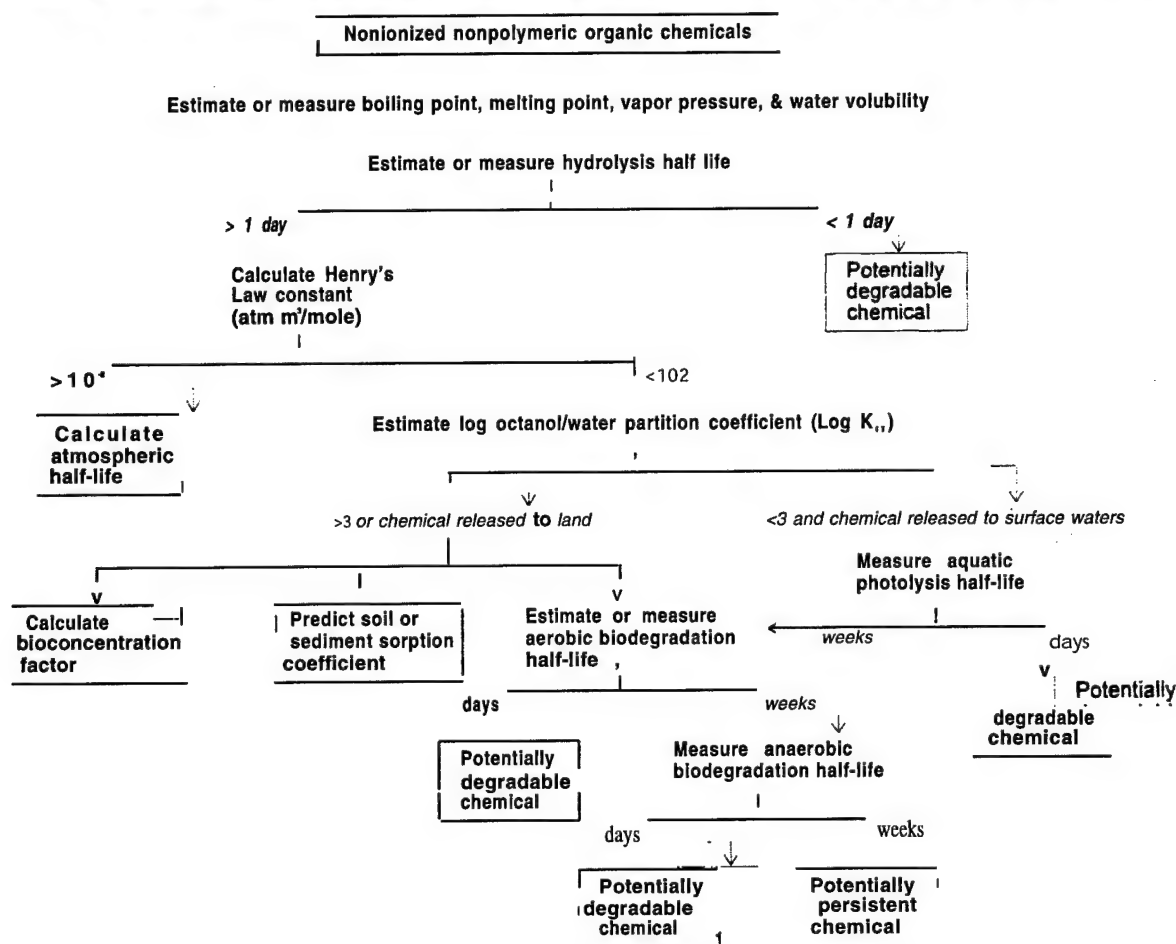 Nonionized nonpolymeric organic chemicals
Estimate or measure boiling point, melting point, vapor pressure, & water volubility
Estimate or measure hydrolysis half life
> 1 day
< 1 day
Calculate Henry's
Law constant
(atm m³/mole)
Potentially
degradable
chemical
>10⁴
<102
Calculate
atmospheric
half-life
Estimate log octanol/water partition coefficient (Log K,,)
>3 or chemical released to land
<3 and chemical released to surface waters
Measure aquatic
photolysis half-life
Calculate
bioconcentration
factor
Predict soil or
sediment sorption
coefficient
Estimate or measure
aerobic biodegradation
half-life
weeks
days
Potentially
degradable
chemical
days
weeks
Potentially
degradable
chemical
Measure anaerobic
biodegradation half-life
days
weeks
Potentially
degradable
chemical
Potentially
persistent
chemical
1